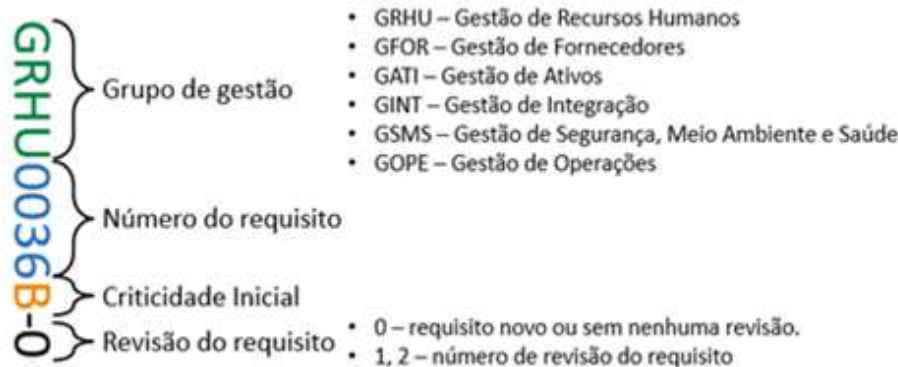 GRHU0036B-0
Grupo de gestão
• GRHU – Gestão de Recursos Humanos
• GFOR – Gestão de Fornecedores
• GATI – Gestão de Ativos
• GINT – Gestão de Integração
• GSMS – Gestão de Segurança, Meio Ambiente e Saúde
• GOPE – Gestão de Operações
Número do requisito
Criticidade Inicial
Revisão do requisito
• 0 – requisito novo ou sem nenhuma revisão.
• 1, 2 – número de revisão do requisito